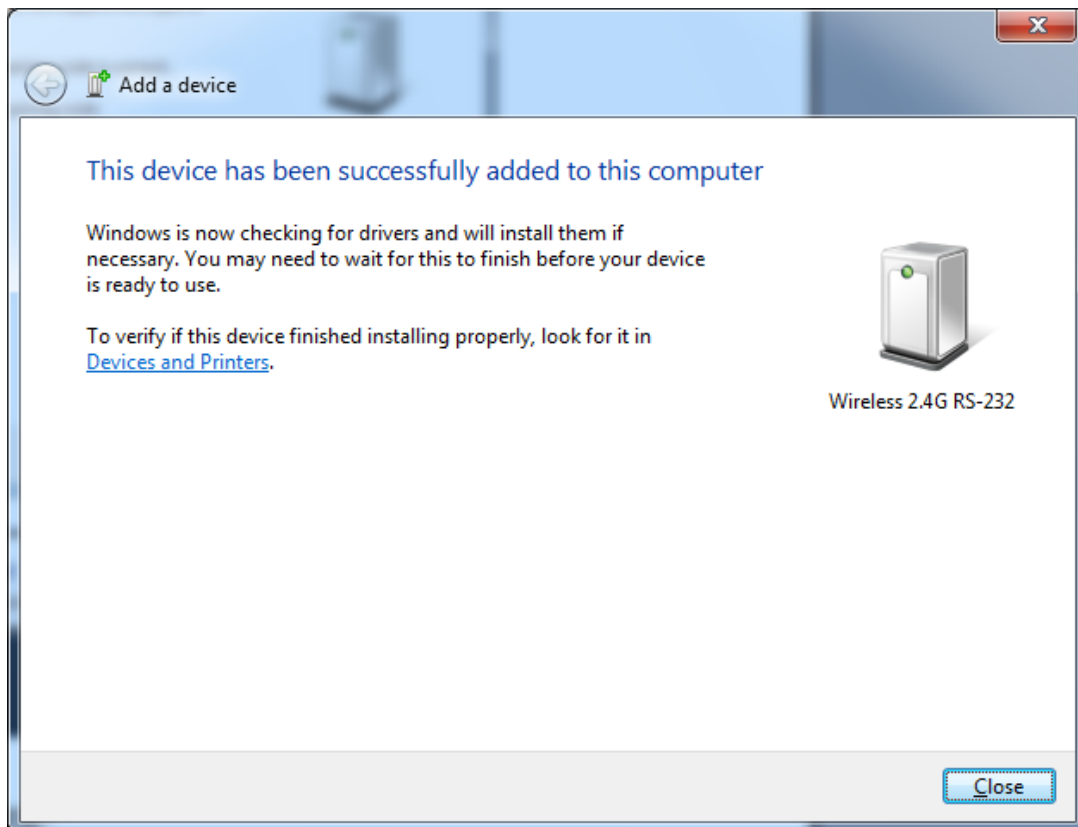 Add a device
This device has been successfully added to this computer
Windows is now checking for drivers and will install them if
necessary. You may need to wait for this to finish before your device
is ready to use.
To verify if this device finished installing properly, look for it in
Devices and Printers.
Wireless 2.4G RS-232
Close